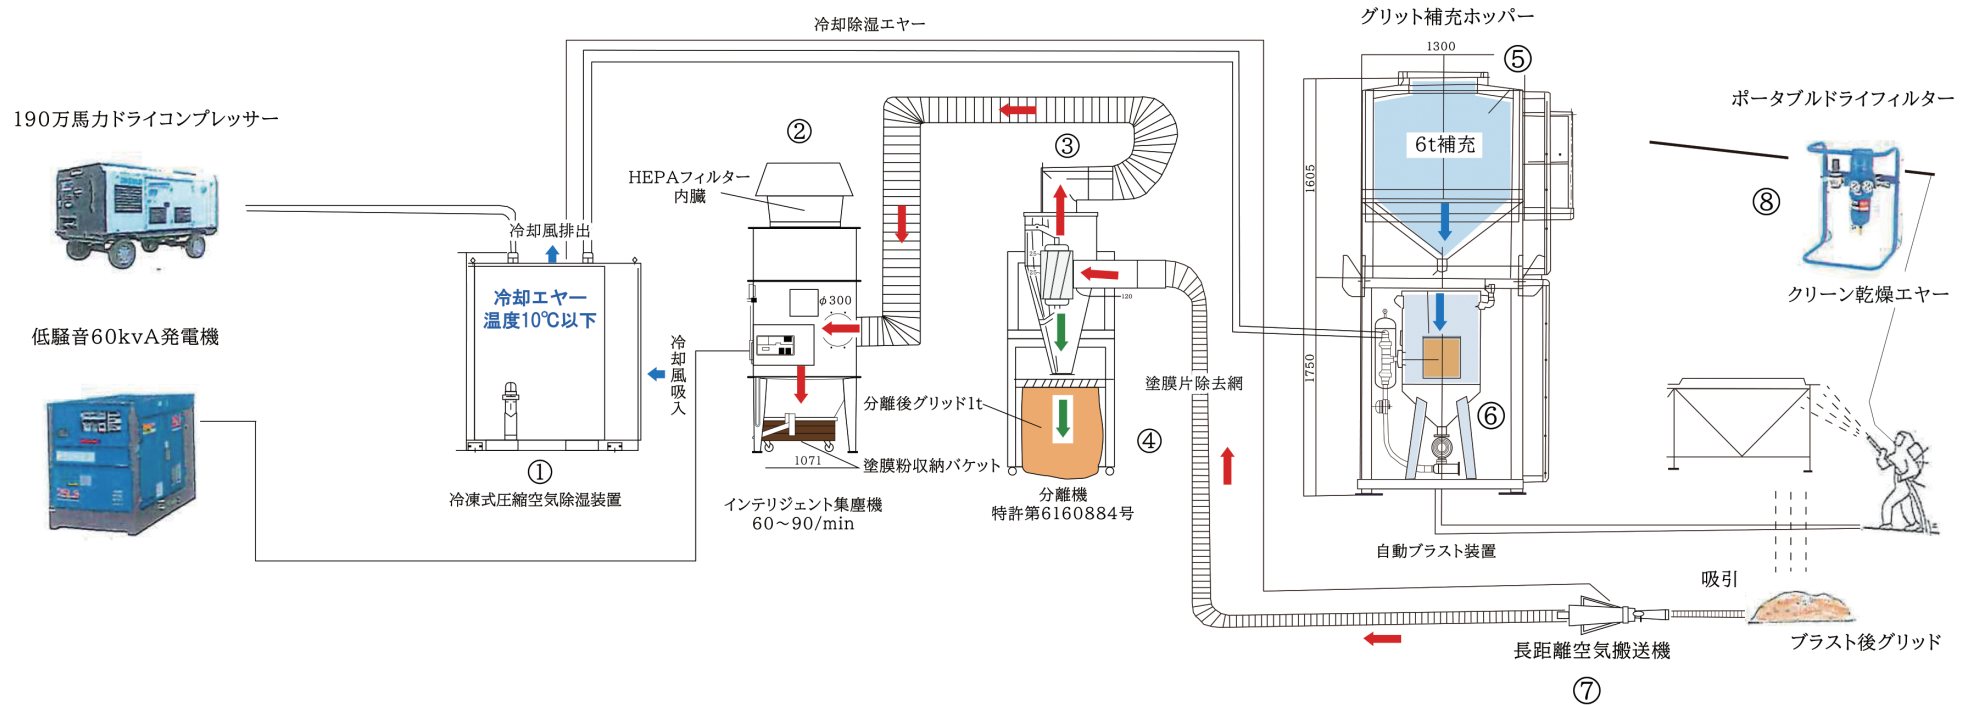 冷却除湿エヤー
グリット補充ホッパー
1300
⑤
190万馬力ドライコンプレッサー
②
③
6t補充
1605
ポータブルドライフィルター
⑧
HEPAフィルター
内臓
冷却風排出
冷却エヤー
温度10℃以下
φ300
25
25
120
クリーン乾燥エヤー
低騒音60kvA発電機
冷却風吸入
1750
塗膜片除去網
分離後グリッド1t
④
⑥
1071
塗膜粉収納バケット
①
冷凍式圧縮空気除湿装置
インテリジェント集塵機
60〜90/min
分離機
特許第6160884号
自動ブラスト装置
吸引
ブラスト後グリッド
長距離空気搬送機
⑦